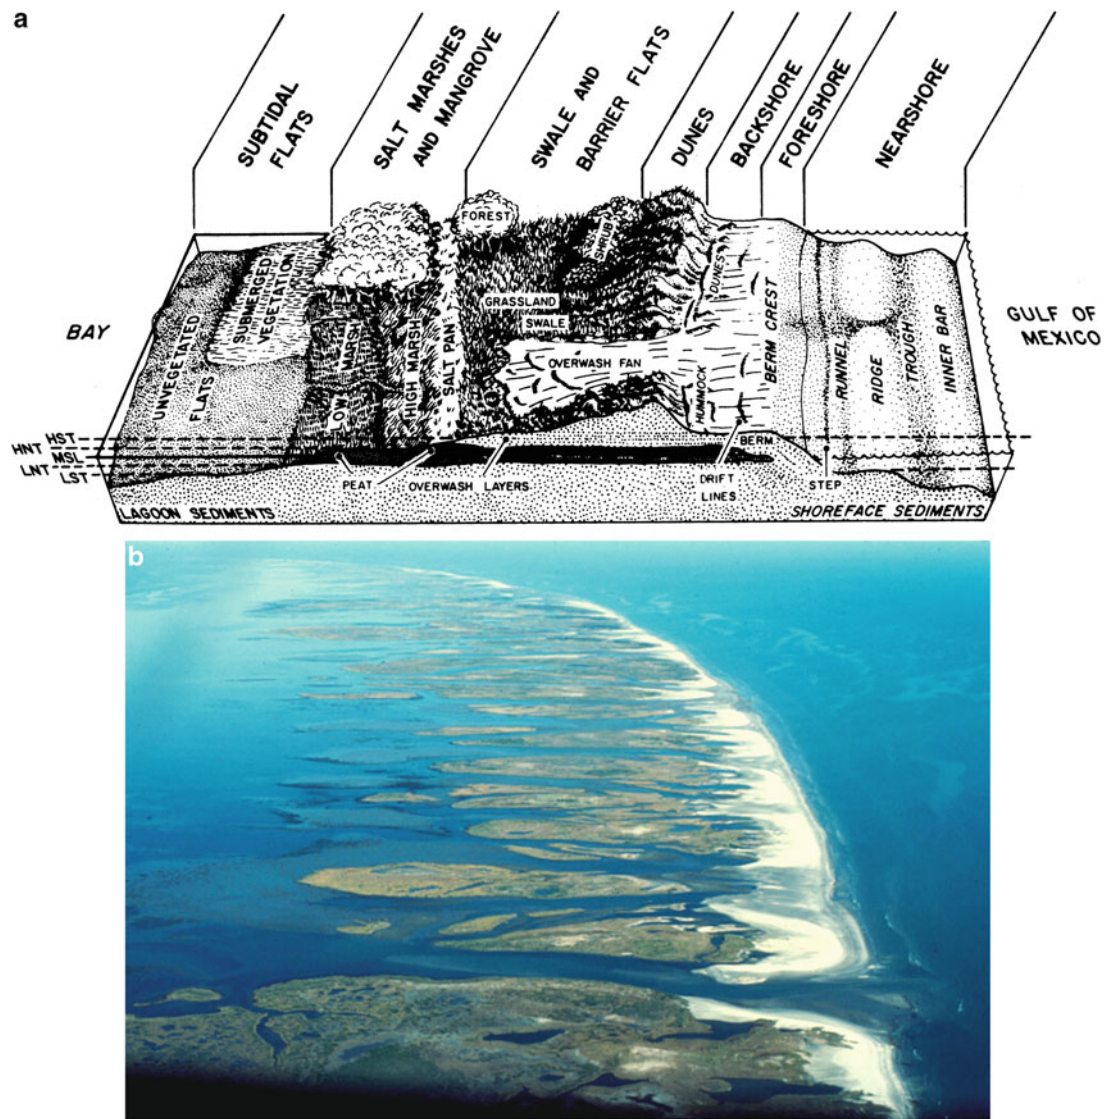 a
SUBTIDAL
FLATS
SALT MARSHES
AND MANGROVE
SWALE AND
BARRIER FLATS
DUNES
BACKSHORE
FORESHORE
NEARSHORE
BAY
GULF OF
MEXICO
UNVEGETATED
FLATS
SUBMERGED
VEGETATION
LOW
MARSH
HIGH MARSH
SALT PAN
FOREST
SHRUB
GRASSLAND
SWALE
OVERWASH FAN
DUNES
HUMMOCK
BERM CREST
RUNNEL
RIDGE
TROUGH
INNER BAR
HST
HNT
MSL
LNT
LST
BERM
PEAT
OVERWASH LAYERS
DRIFT
LINES
STEP
LAGOON SEDIMENTS
SHOREFACE SEDIMENTS
b